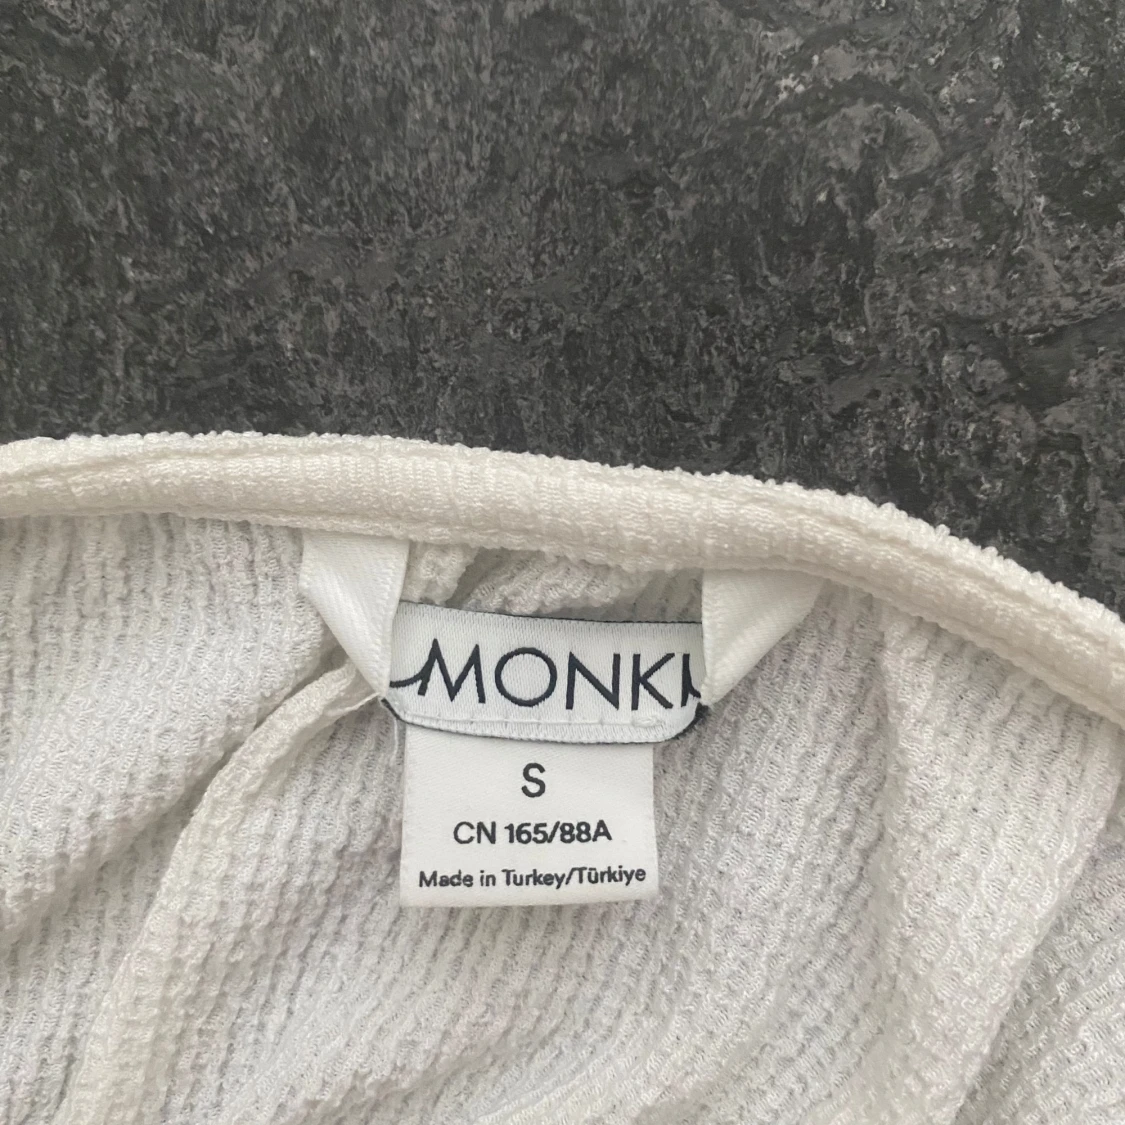 MONKI
S
CN 165/88A
Made in Turkey/Türkiye